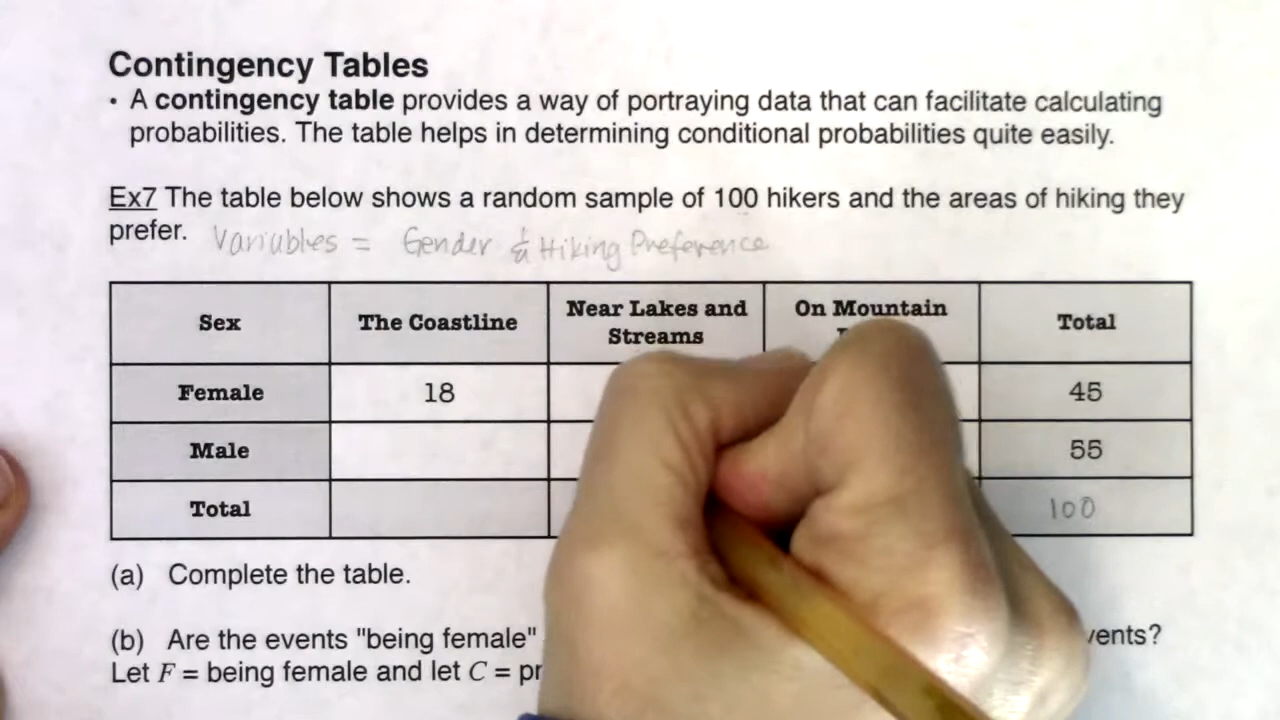 Contingency Tables
• A contingency table provides a way of portraying data that can facilitate calculating
probabilities. The table helps in determining conditional probabilities quite easily.
Ex7 The table below shows a random sample of 100 hikers and the areas of hiking they
prefer. Variables = Gender & Hiking Preference
Sex The Coastline Near Lakes and Streams On Mountain Total
Female 18 45
Male 55
Total 100
(a) Complete the table.
(b) Are the events "being female"
Let F = being female and let C =